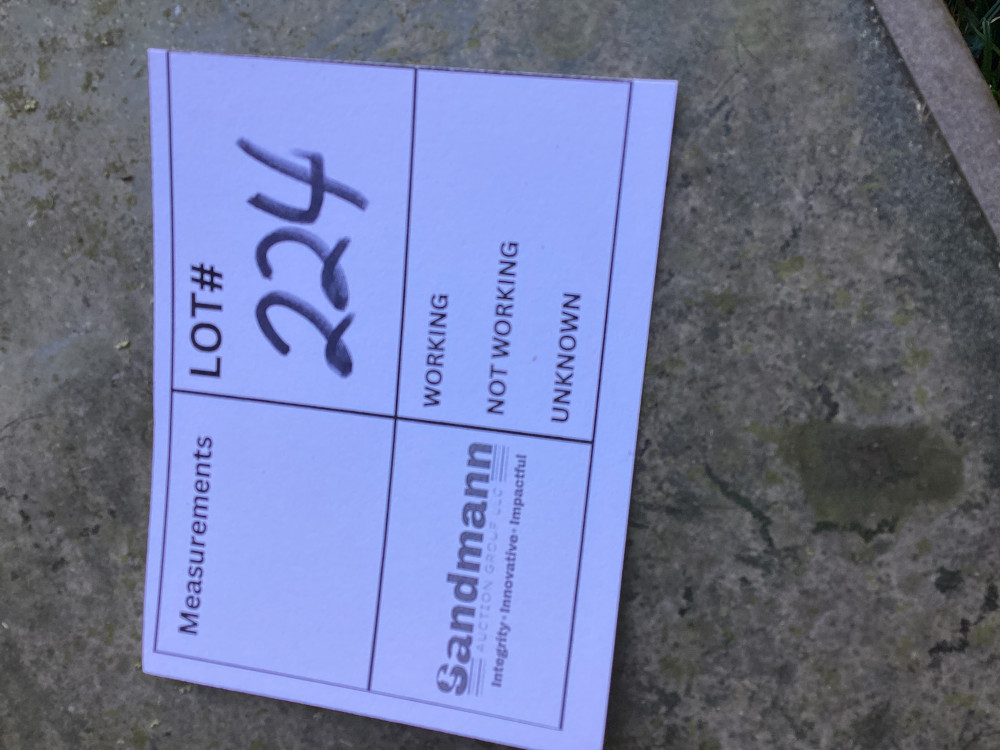 Measurements
LOT#
224
Sandmann
AUCTION GROUP LLC
Integrity • Innovative • Impactful
WORKING
NOT WORKING
UNKNOWN